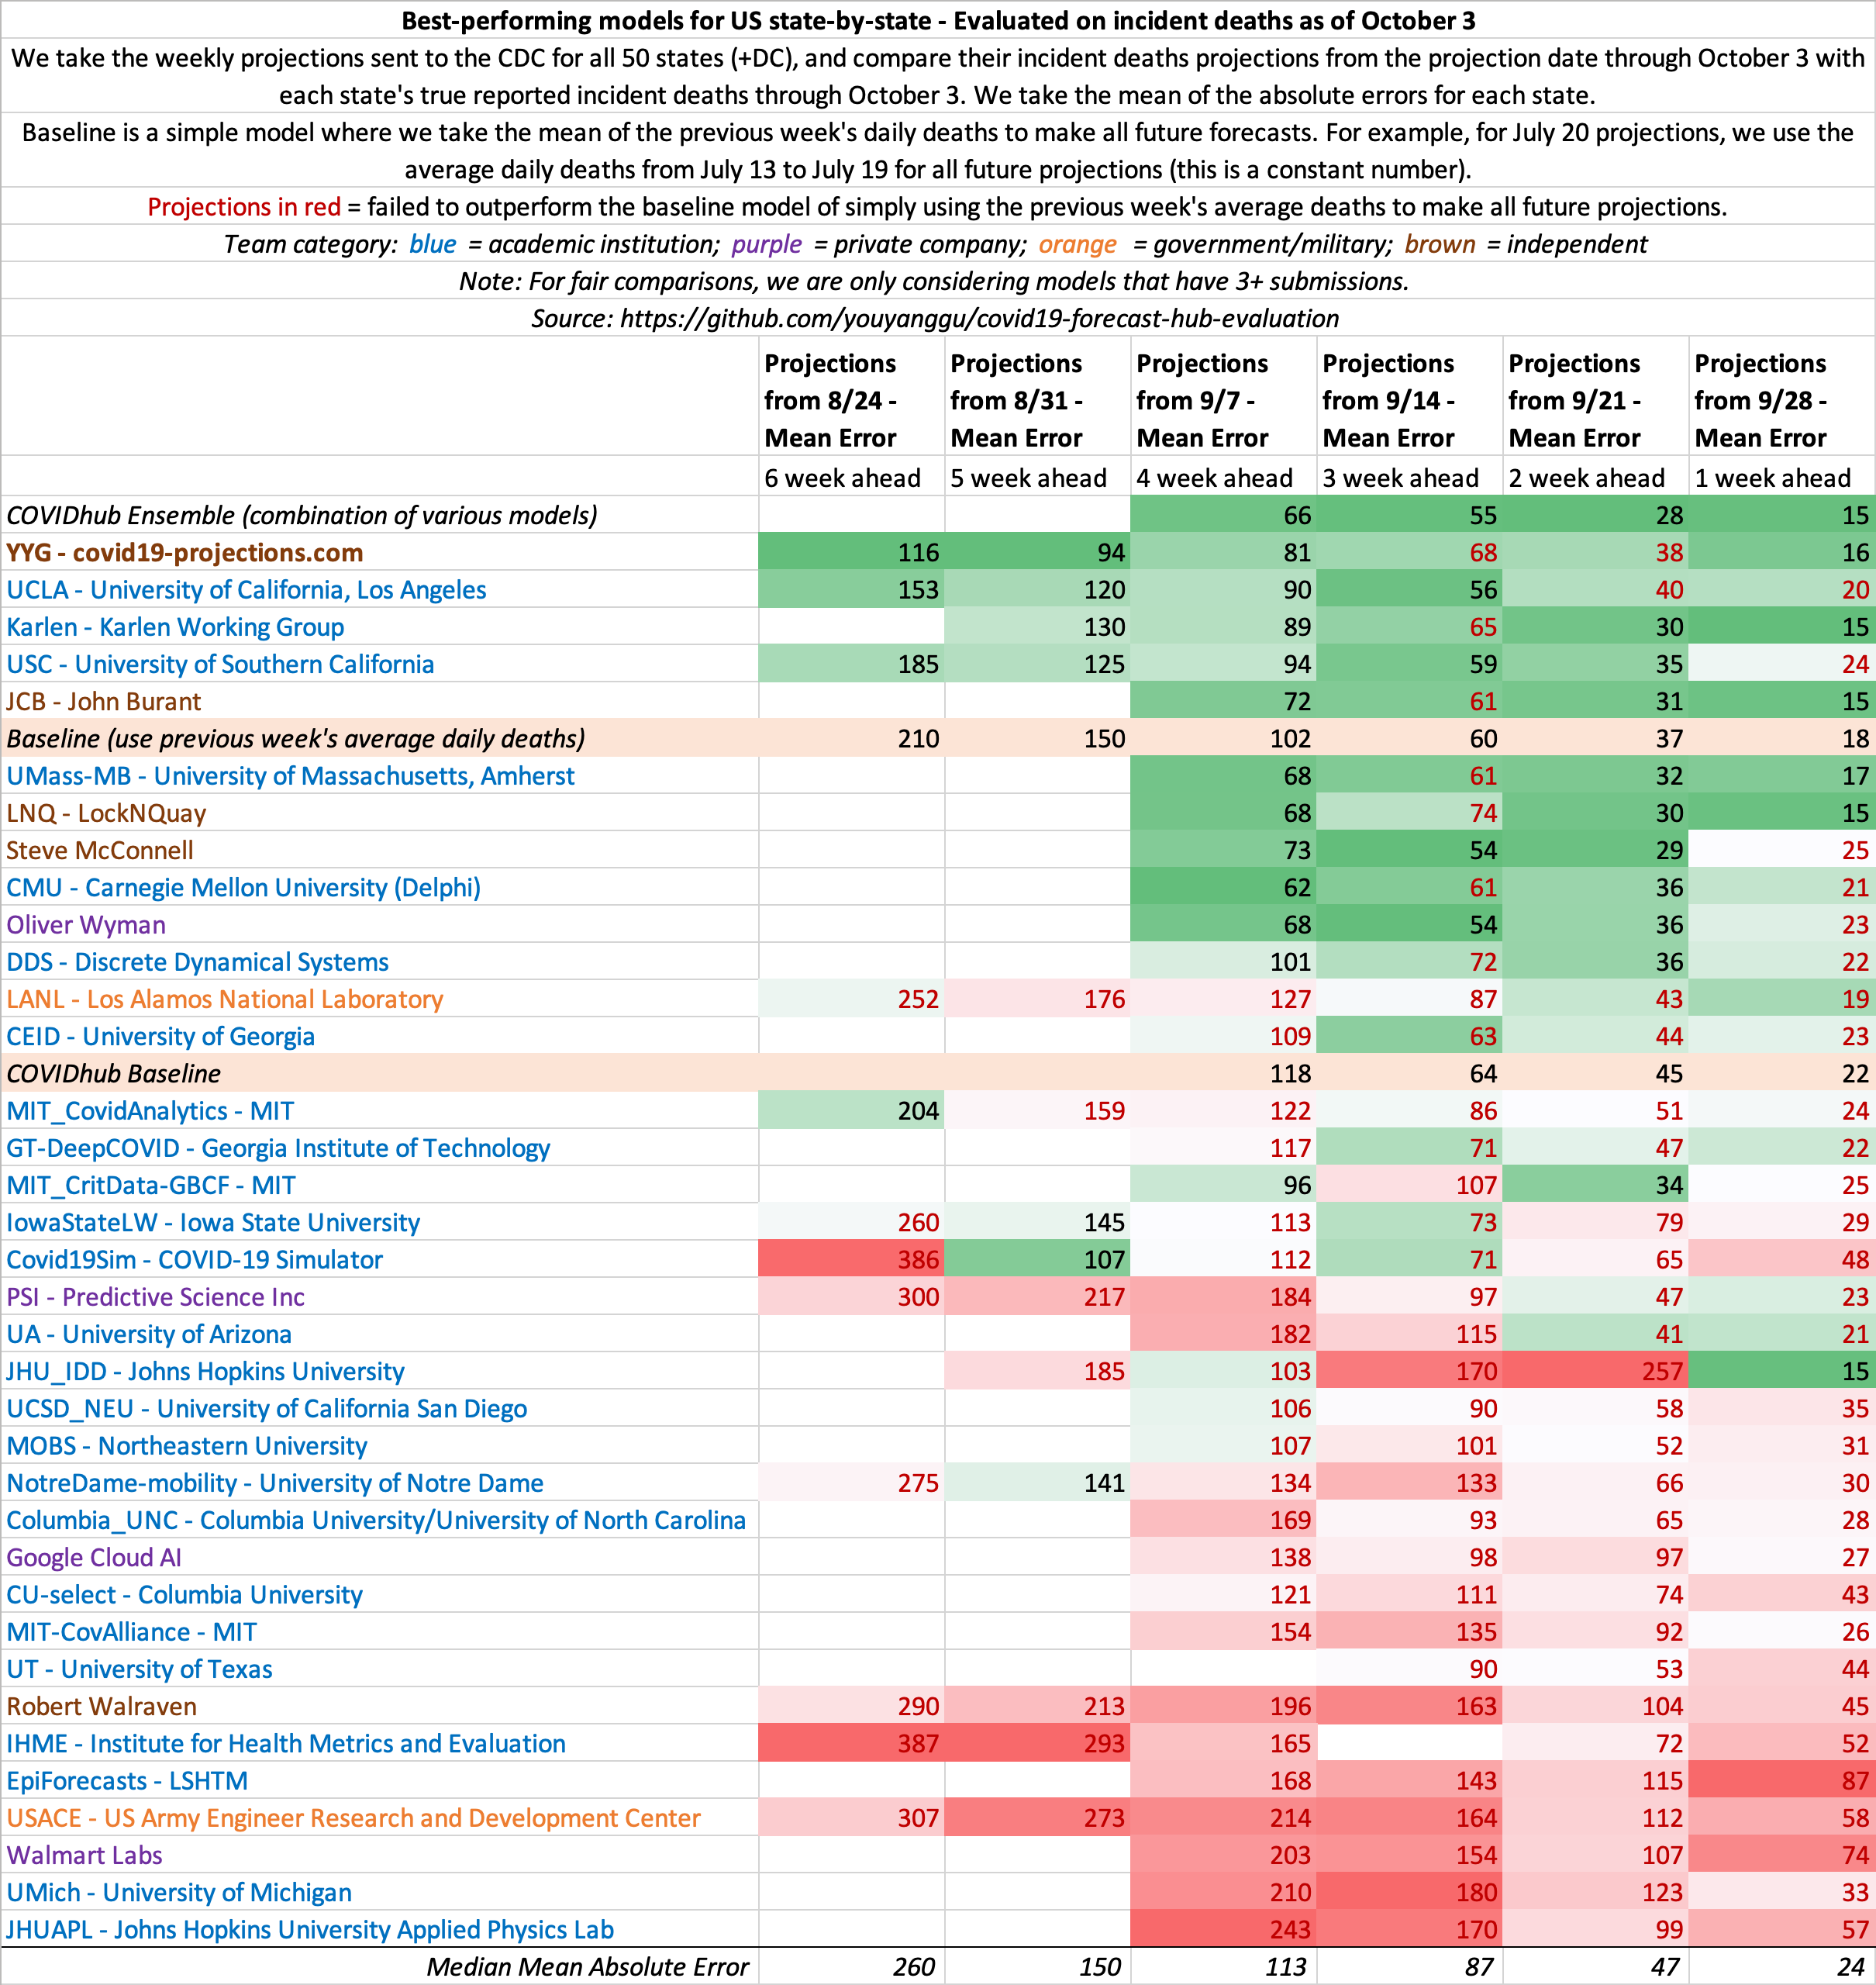 Best-performing models for US state-by-state - Evaluated on incident deaths as of October 3
We take the weekly projections sent to the CDC for all 50 states (+DC), and compare their incident deaths projections from the projection date through October 3 with
each state's true reported incident deaths through October 3. We take the mean of the absolute errors for each state.
Baseline is a simple model where we take the mean of the previous week's daily deaths to make all future forecasts. For example, for July 20 projections, we use the
average daily deaths from July 13 to July 19 for all future projections (this is a constant number).
Projections in red = failed to outperform the baseline model of simply using the previous week's average deaths to make all future projections.
Team category: blue = academic institution; purple = private company; orange = government/military; brown = independent
Note: For fair comparisons, we are only considering models that have 3+ submissions.
Source: https://github.com/youyanggu/covid19-forecast-hub-evaluation
Projections Projections Projections Projections Projections Projections
from 8/24 - from 8/31 - from 9/7 - from 9/14 - from 9/21 - from 9/28 -
Mean Error Mean Error Mean Error Mean Error Mean Error Mean Error
6 week ahead 5 week ahead 4 week ahead 3 week ahead 2 week ahead 1 week ahead
COVIDhub Ensemble (combination of various models) 66 55 28 15
YYG - covid19-projections.com 116 94 81 68 38 16
UCLA - University of California, Los Angeles 153 120 90 56 40 20
Karlen - Karlen Working Group 130 89 65 30 15
USC - University of Southern California 185 125 94 59 35 24
JCB - John Burant 72 61 31 15
Baseline (use previous week's average daily deaths) 210 150 102 60 37 18
UMass-MB - University of Massachusetts, Amherst 68 61 32 17
LNQ - LockNQuay 68 74 30 15
Steve McConnell 73 54 29 25
CMU - Carnegie Mellon University (Delphi) 62 61 36 21
Oliver Wyman 68 54 36 23
DDS - Discrete Dynamical Systems 101 72 36 22
LANL - Los Alamos National Laboratory 252 176 127 87 43 19
CEID - University of Georgia 109 63 44 23
COVIDhub Baseline 118 64 45 22
MIT_CovidAnalytics - MIT 204 159 122 86 51 24
GT-DeepCOVID - Georgia Institute of Technology 117 71 47 22
MIT_CritData-GBCF - MIT 96 107 34 25
IowaStateLW - Iowa State University 260 145 113 73 79 29
Covid19Sim - COVID-19 Simulator 386 107 112 71 65 48
PSI - Predictive Science Inc 300 217 184 97 47 23
UA - University of Arizona 182 115 41 21
JHU_IDD - Johns Hopkins University 185 103 170 257 15
UCSD_NEU - University of California San Diego 106 90 58 35
MOBS - Northeastern University 107 101 52 31
NotreDame-mobility - University of Notre Dame 275 141 134 133 66 30
Columbia_UNC - Columbia University/University of North Carolina 169 93 65 28
Google Cloud AI 138 98 97 27
CU-select - Columbia University 121 111 74 43
MIT-CovAlliance - MIT 154 135 92 26
UT - University of Texas 90 53 44
Robert Walraven 290 213 196 163 104 45
IHME - Institute for Health Metrics and Evaluation 387 293 165 72 52
EpiForecasts - LSHTM 168 143 115 87
USACE - US Army Engineer Research and Development Center 307 273 214 164 112 58
Walmart Labs 203 154 107 74
UMich - University of Michigan 210 180 123 33
JHUAPL - Johns Hopkins University Applied Physics Lab 243 170 99 57
Median Mean Absolute Error 260 150 113 87 47 24